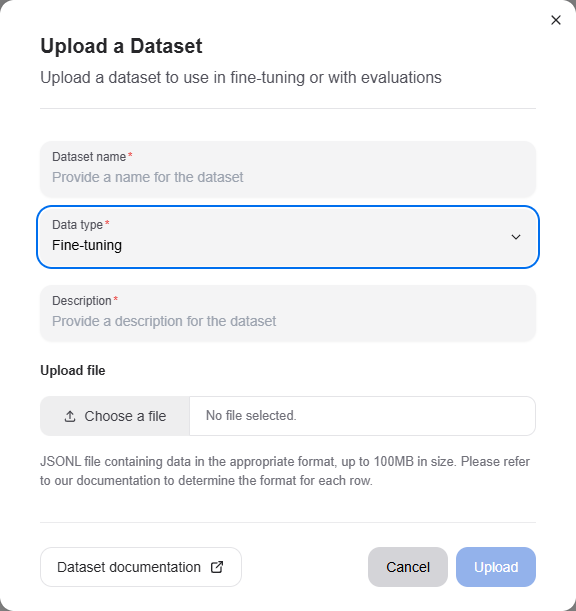 Upload a Dataset
Upload a dataset to use in fine-tuning or with evaluations
Dataset name*
Provide a name for the dataset
Data type*
Fine-tuning
Description*
Provide a description for the dataset
Upload file
Choose a file
No file selected.
JSONL file containing data in the appropriate format, up to 100MB in size. Please refer
to our documentation to determine the format for each row.
Dataset documentation
Cancel
Upload